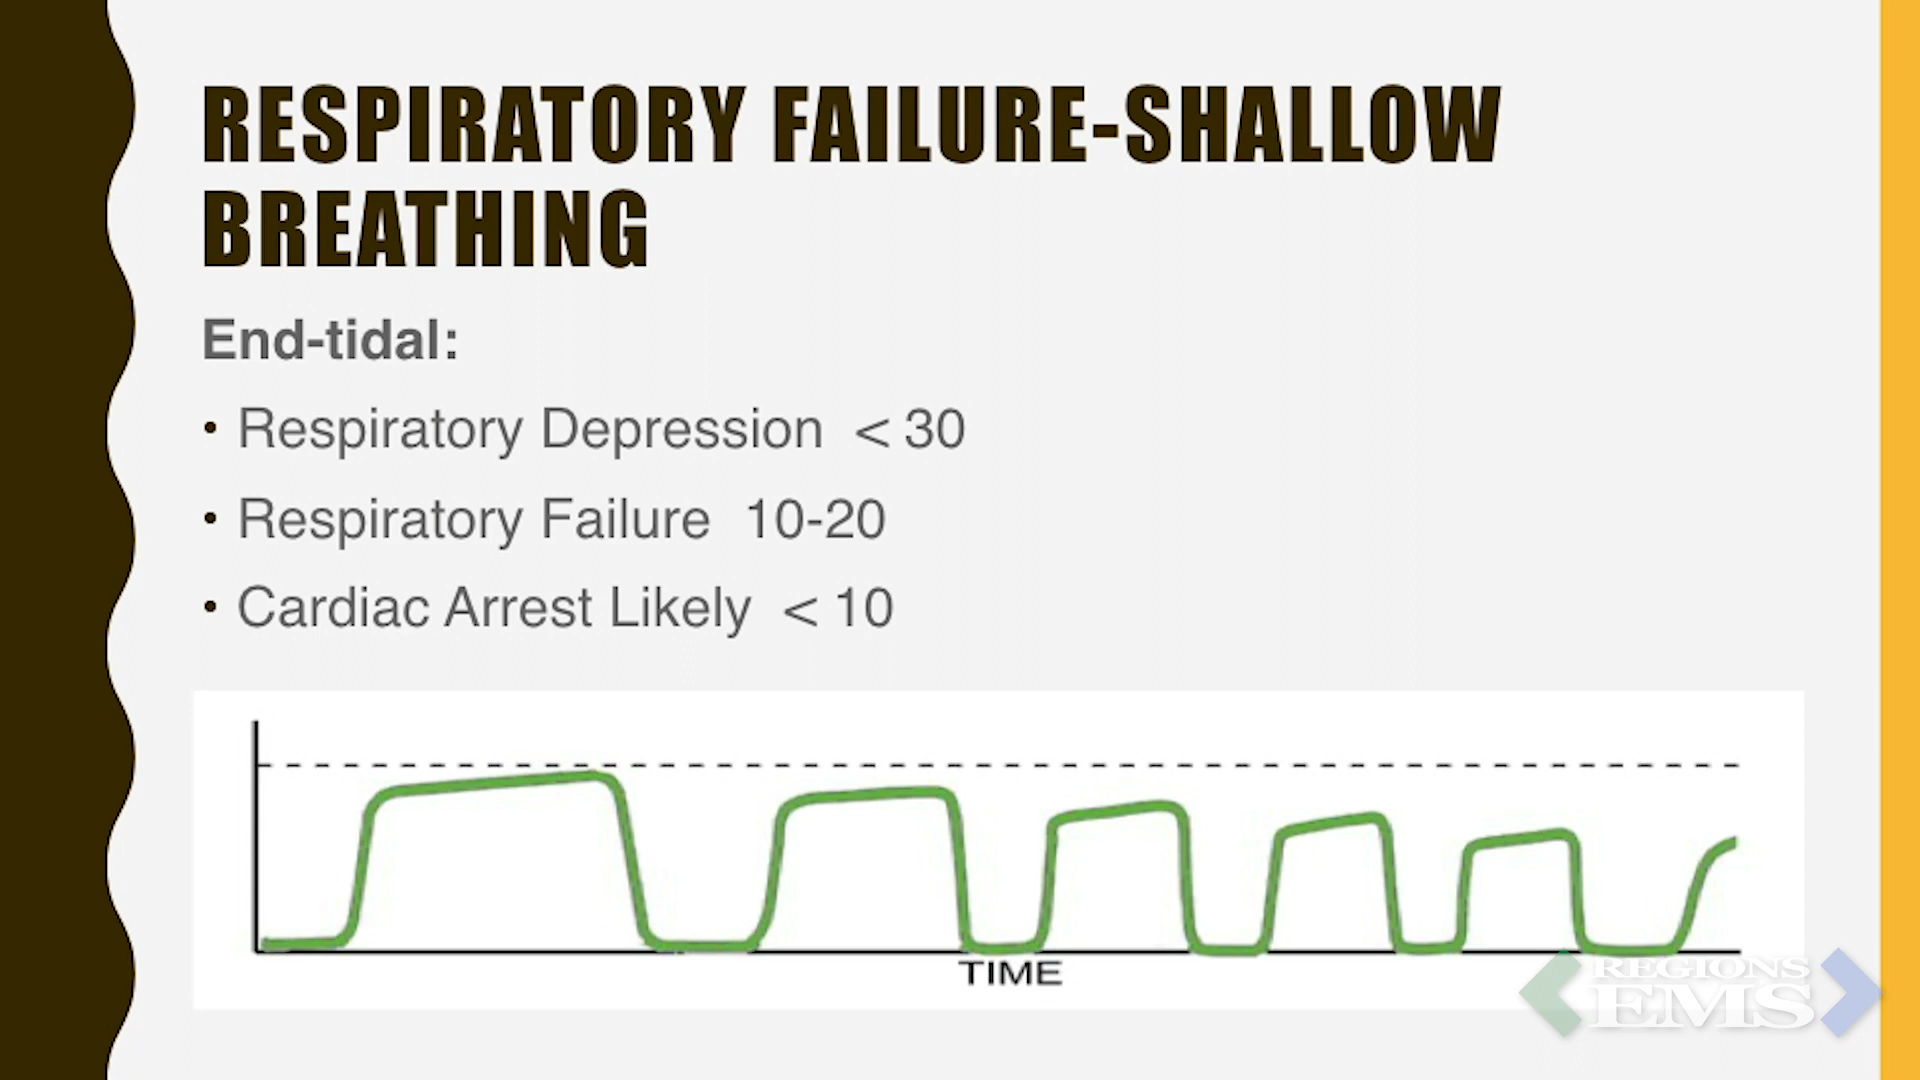 RESPIRATORY FAILURE-SHALLOW
BREATHING
End-tidal:
• Respiratory Depression < 30
• Respiratory Failure 10-20
• Cardiac Arrest Likely < 10
TIME
REGIONS
EMS